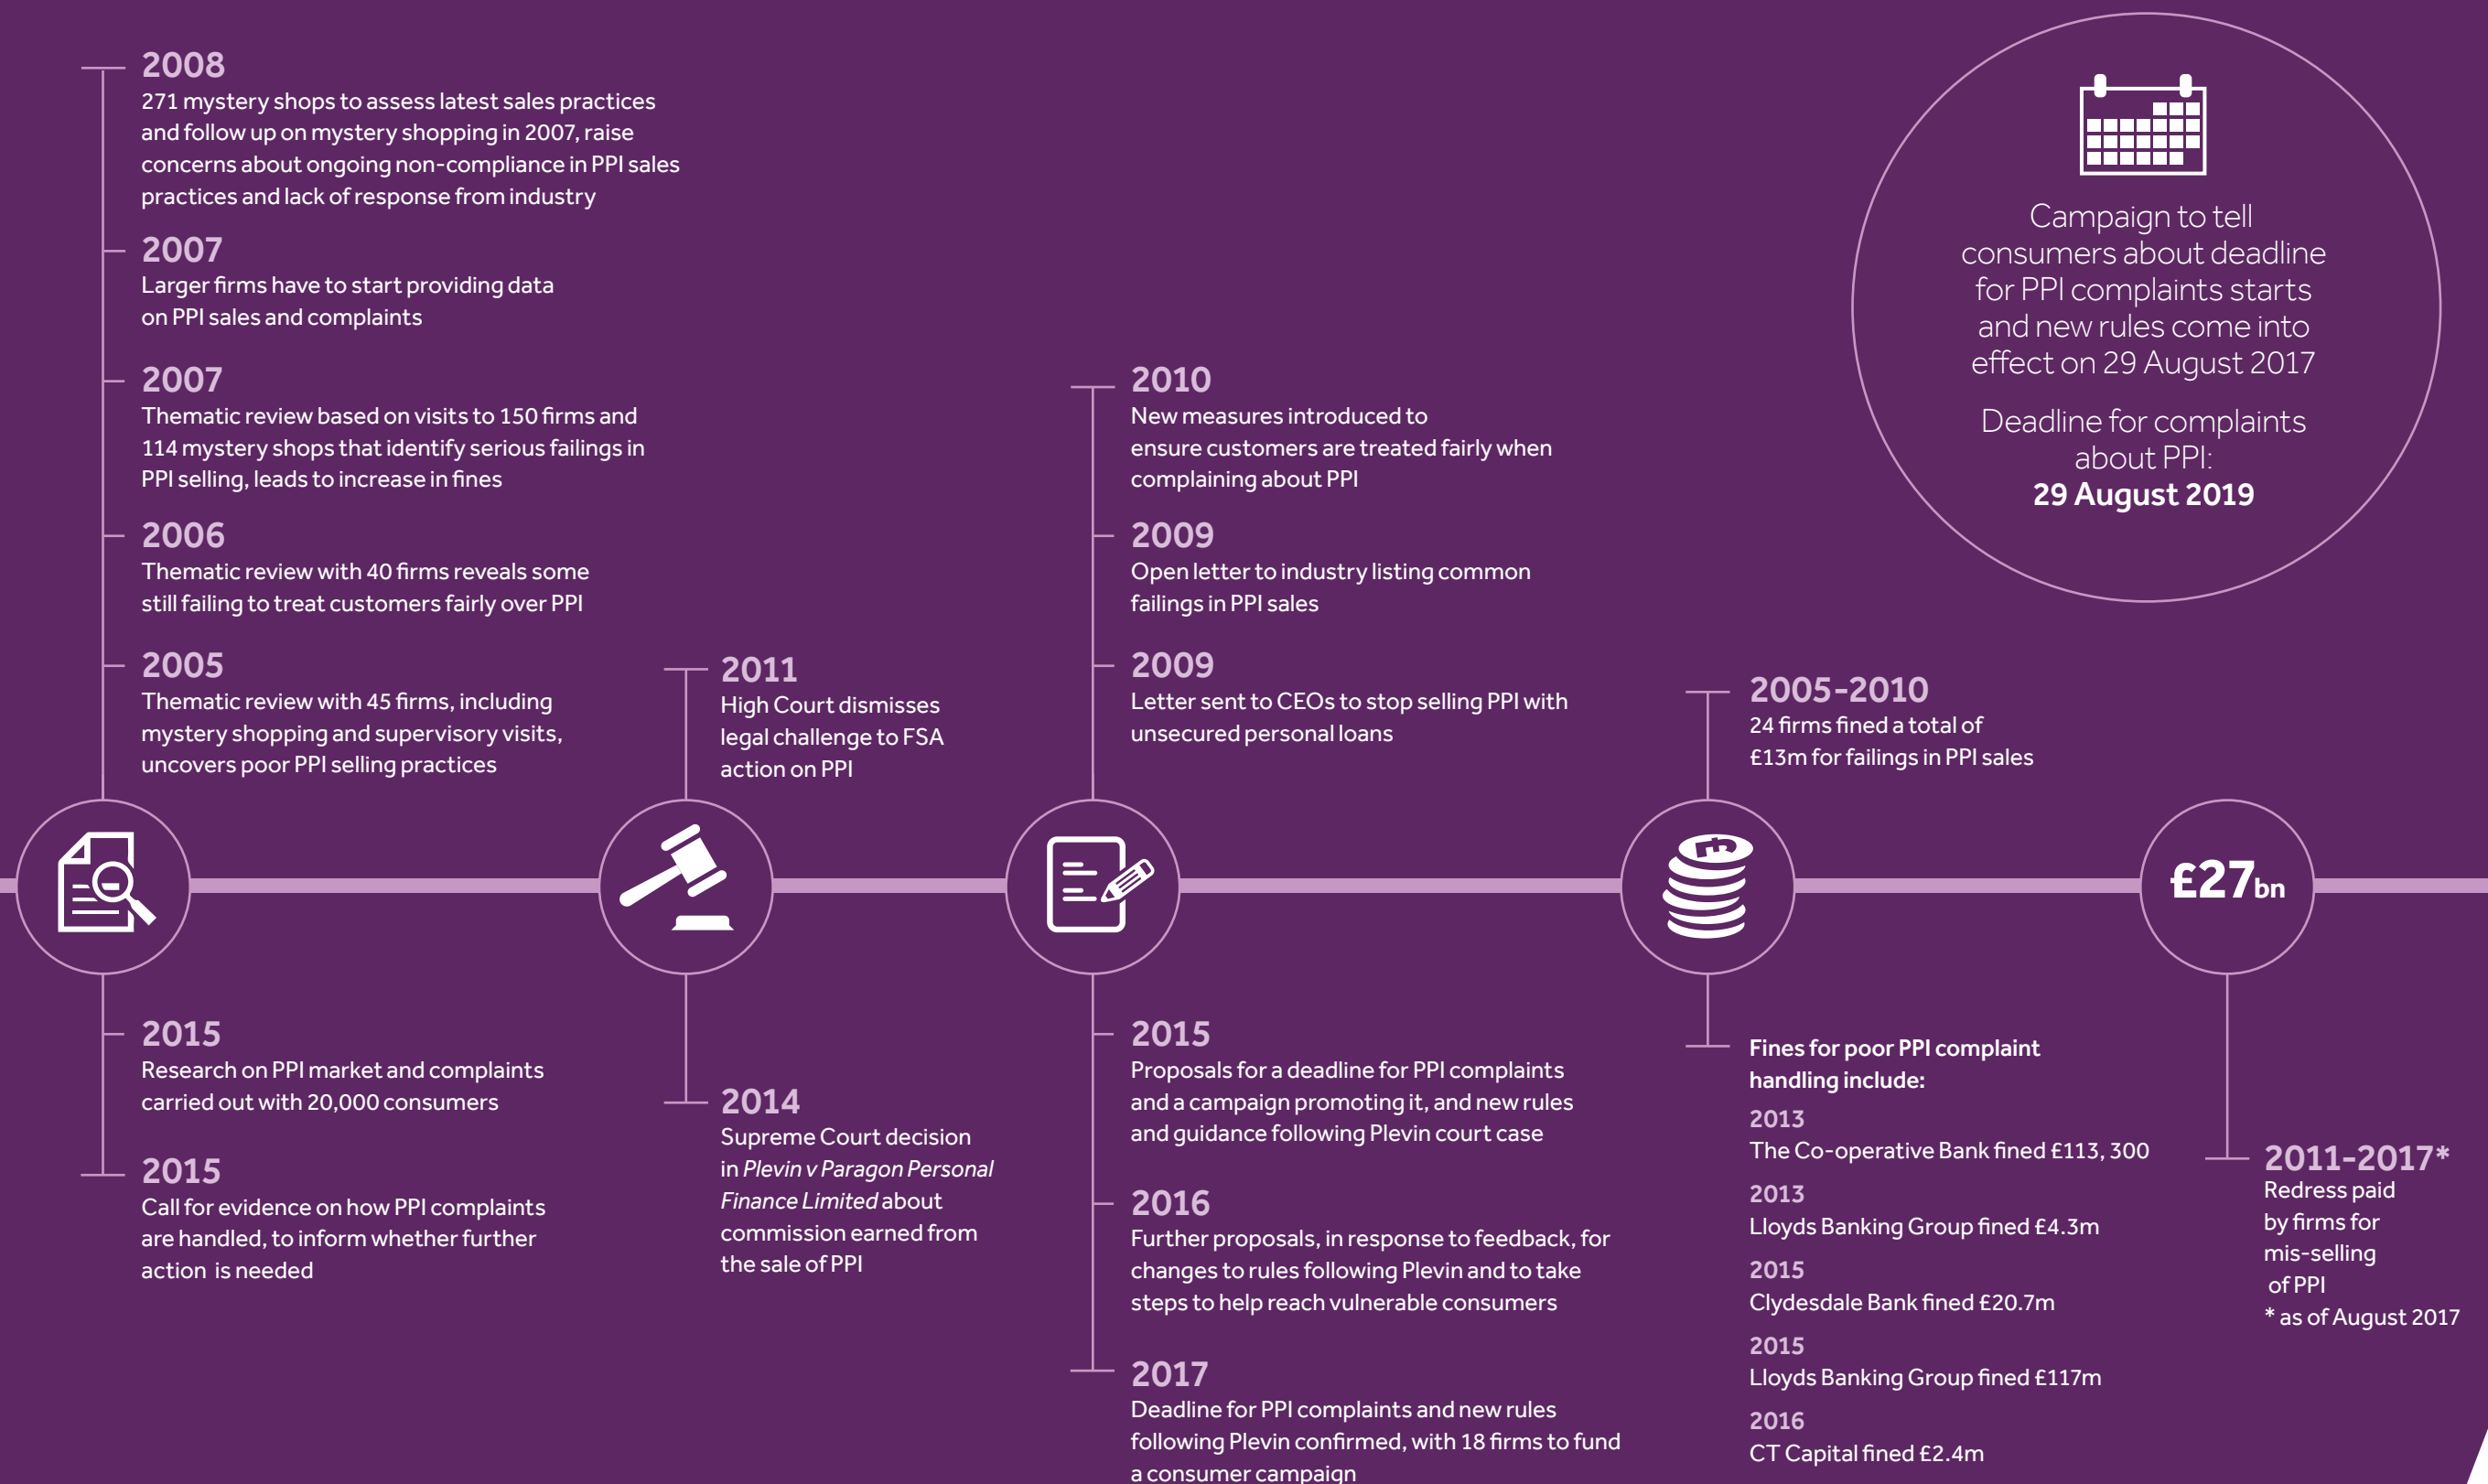 2008
271 mystery shops to assess latest sales practices
and follow up on mystery shopping in 2007, raise
concerns about ongoing non-compliance in PPI sales
practices and lack of response from industry
2007
Larger firms have to start providing data
on PPI sales and complaints
2007
Thematic review based on visits to 150 firms and
114 mystery shops that identify serious failings in
PPI selling, leads to increase in fines
2006
Thematic review with 40 firms reveals some
still failing to treat customers fairly over PPI
2005
Thematic review with 45 firms, including
mystery shopping and supervisory visits,
uncovers poor PPI selling practices
2015
Research on PPI market and complaints
carried out with 20,000 consumers
2015
Call for evidence on how PPI complaints
are handled, to inform whether further
action is needed
2011
High Court dismisses
legal challenge to FSA
action on PPI
2014
Supreme Court decision
in Plevin v Paragon Personal
Finance Limited about
commission earned from
the sale of PPI
2010
New measures introduced to
ensure customers are treated fairly when
complaining about PPI
2009
Open letter to industry listing common
failings in PPI sales
2009
Letter sent to CEOs to stop selling PPI with
unsecured personal loans
2015
Proposals for a deadline for PPI complaints
and a campaign promoting it, and new rules
and guidance following Plevin court case
2016
Further proposals, in response to feedback, for
changes to rules following Plevin and to take
steps to help reach vulnerable consumers
2017
Deadline for PPI complaints and new rules
following Plevin confirmed, with 18 firms to fund
a consumer campaign
2005-2010
24 firms fined a total of
£13m for failings in PPI sales
Fines for poor PPI complaint
handling include:
2013
The Co-operative Bank fined £113, 300
2013
Lloyds Banking Group fined £4.3m
2015
Clydesdale Bank fined £20.7m
2015
Lloyds Banking Group fined £117m
2016
CT Capital fined £2.4m
Campaign to tell
consumers about deadline
for PPI complaints starts
and new rules come into
effect on 29 August 2017
Deadline for complaints
about PPI:
29 August 2019
£27bn
2011-2017*
Redress paid
by firms for
mis-selling
of PPI
* as of August 2017